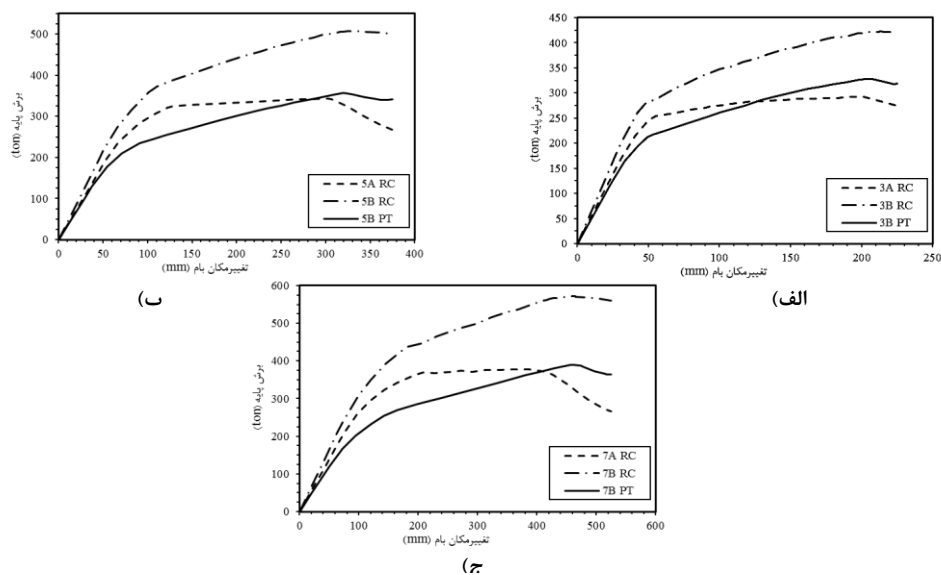 برش پایه (ton)
500
400
300
200
100
0
0 50 100 150 200 250 300 350 400
تغییرمکان بام (mm)
5A RC
5B RC
5B PT
ب)
برش پایه (ton)
450
400
350
300
250
200
150
100
50
0
0 50 100 150 200 250
تغییرمکان بام (mm)
3A RC
3B RC
3B PT
الف)
برش پایه (ton)
600
500
400
300
200
100
0
0 100 200 300 400 500 600
تغییرمکان بام (mm)
7A RC
7B RC
7B PT
ج)